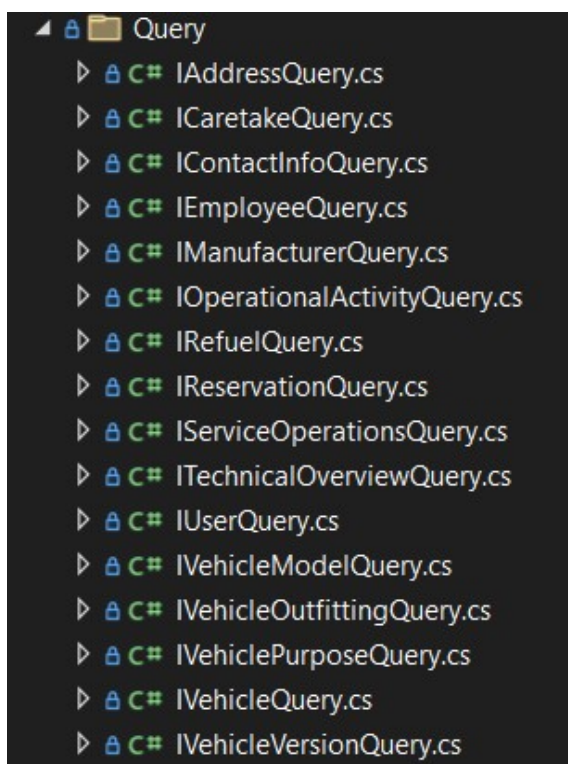 Query
C# IAddressQuery.cs
C# ICaretakeQuery.cs
C# IContactInfoQuery.cs
C# IEmployeeQuery.cs
C# IManufacturerQuery.cs
C# IOperationalActivityQuery.cs
C# IRefuelQuery.cs
C# IReservationQuery.cs
C# IServiceOperationsQuery.cs
C# ITechnicalOverviewQuery.cs
C# IUserQuery.cs
C# IVehicleModelQuery.cs
C# IVehicleOutfittingQuery.cs
C# IVehiclePurposeQuery.cs
C# IVehicleQuery.cs
C# IVehicleVersionQuery.cs